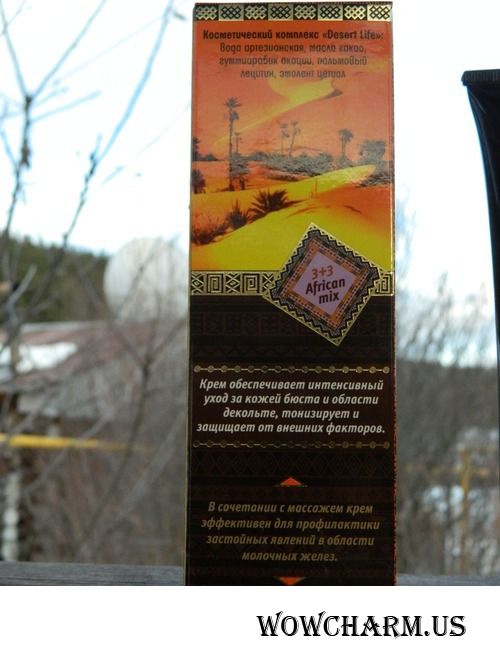 Косметический комплекс «Desert Life»:
Вода артезианская, масло какао,
гуммиарабик акации, пальмовый
лецитин, эмолент цетиол
3+3
African
mix
Крем обеспечивает интенсивный
уход за кожей бюста и области
декольте, тонизирует и
защищает от внешних факторов.
В сочетании с массажем крем
эффективен для профилактики
застойных явлений в области
молочных желез.
WOWCHARM.US